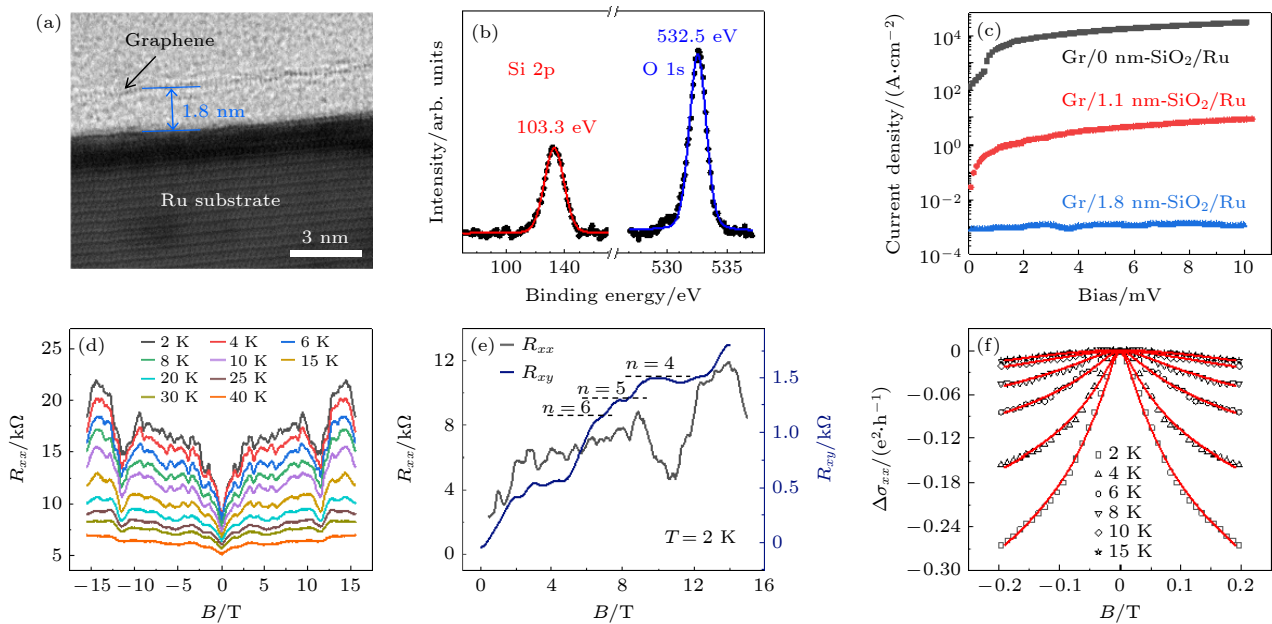 (a)
Graphene
1.8 nm
Ru substrate
3 nm
(b)
532.5 eV
Si 2p
O 1s
103.3 eV
Intensity/arb. units
100 140 530 535
Binding energy/eV
(c)
Gr/0 nm-SiO₂/Ru
Gr/1.1 nm-SiO₂/Ru
Gr/1.8 nm-SiO₂/Ru
Current density/(A·cm⁻²)
10⁴
10²
10⁰
10⁻²
10⁻³
10⁻⁴
0 2 4 6 8 10
Bias/mV
(d)
2 K 4 K 6 K
8 K 10 K 15 K
20 K 25 K
30 K 40 K
Rxx/kΩ
25
20
15
10
5
−15 −10 −5 0 5 10 15
B/T
(e)
Rxx
Rxy
n=4
n=5
n=6
T=2 K
Rxx/kΩ
12
8
4
0
Rxy/kΩ
1.5
1.0
0.5
0
0 4 8 12 16
B/T
(f)
2 K
4 K
6 K
8 K
10 K
15 K
Δσxx/(e²·h⁻¹)
0
−0.06
−0.12
−0.18
−0.24
−0.30
−0.2 −0.1 0 0.1 0.2
B/T